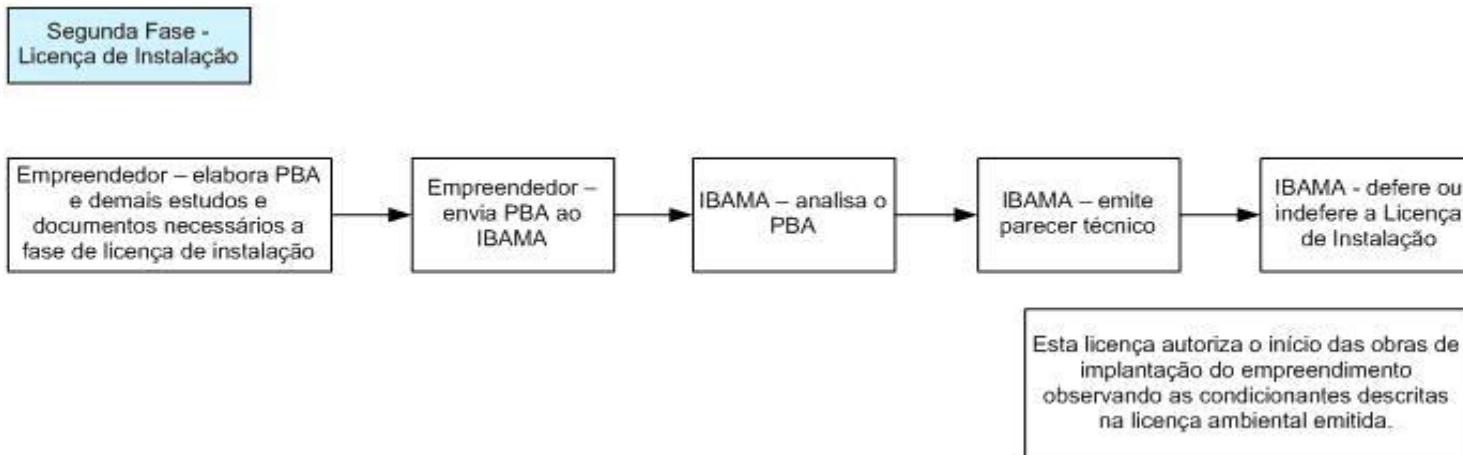 Segunda Fase -
Licença de Instalação
Empreendedor – elabora PBA
e demais estudos e
documentos necessários a
fase de licença de instalação
Empreendedor –
envia PBA ao
IBAMA
IBAMA – analisa o
PBA
IBAMA – emite
parecer técnico
IBAMA - defere ou
indefere a Licença
de Instalação
Esta licença autoriza o início das obras de
implantação do empreendimento
observando as condicionantes descritas
na licença ambiental emitida.